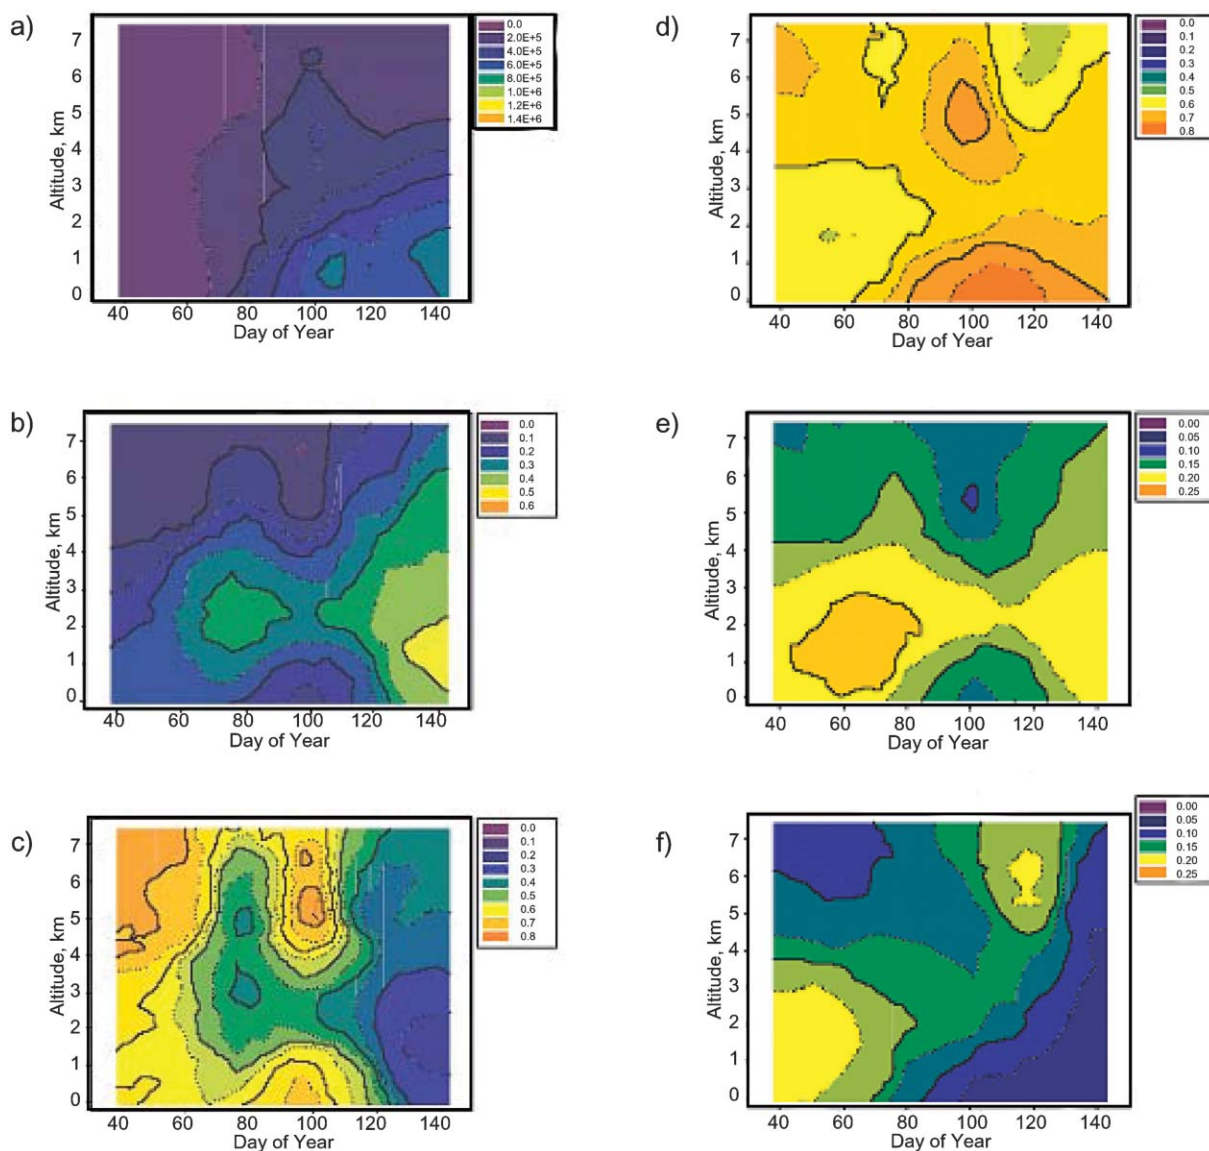 a)
Altitude, km
7
6
5
4
3
2
1
0
40 60 80 100 120 140
Day of Year
0.0
2.0E+5
4.0E+5
6.0E+5
8.0E+5
1.0E+6
1.2E+6
1.4E+6
d)
Altitude, km
7
6
5
4
3
2
1
0
40 60 80 100 120 140
Day of Year
0.0
0.1
0.2
0.3
0.4
0.5
0.6
0.7
0.8
b)
Altitude, km
7
6
5
4
3
2
1
0
40 60 80 100 120 140
Day of Year
0.0
0.1
0.2
0.3
0.4
0.5
0.6
e)
Altitude, km
7
6
5
4
3
2
1
0
40 60 80 100 120 140
Day of Year
0.00
0.05
0.10
0.15
0.20
0.25
c)
Altitude, km
7
6
5
4
3
2
1
0
40 60 80 100 120 140
Day of Year
0.0
0.1
0.2
0.3
0.4
0.5
0.6
0.7
0.8
f)
Altitude, km
7
6
5
4
3
2
1
0
40 60 80 100 120 140
Day of Year
0.00
0.05
0.10
0.15
0.20
0.25